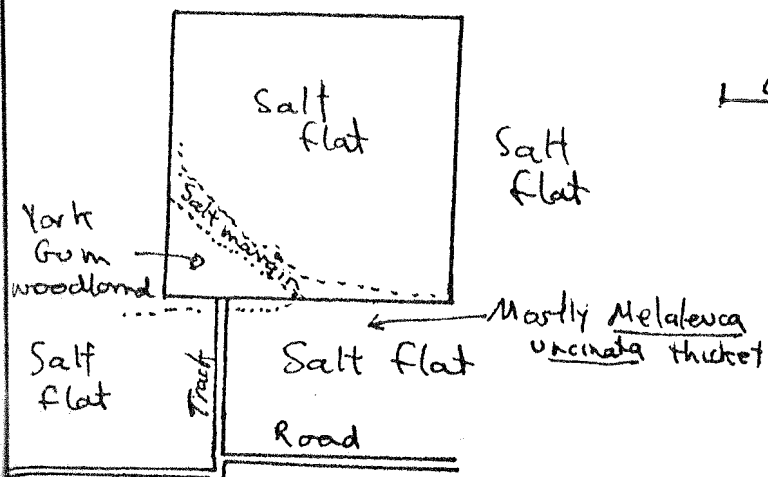 Salt
flat
Salt
flat
Salt margin
York
Gum
woodland
Mostly Melaleuca
uncinata thicket
Salt
flat
Track
Salt flat
Road